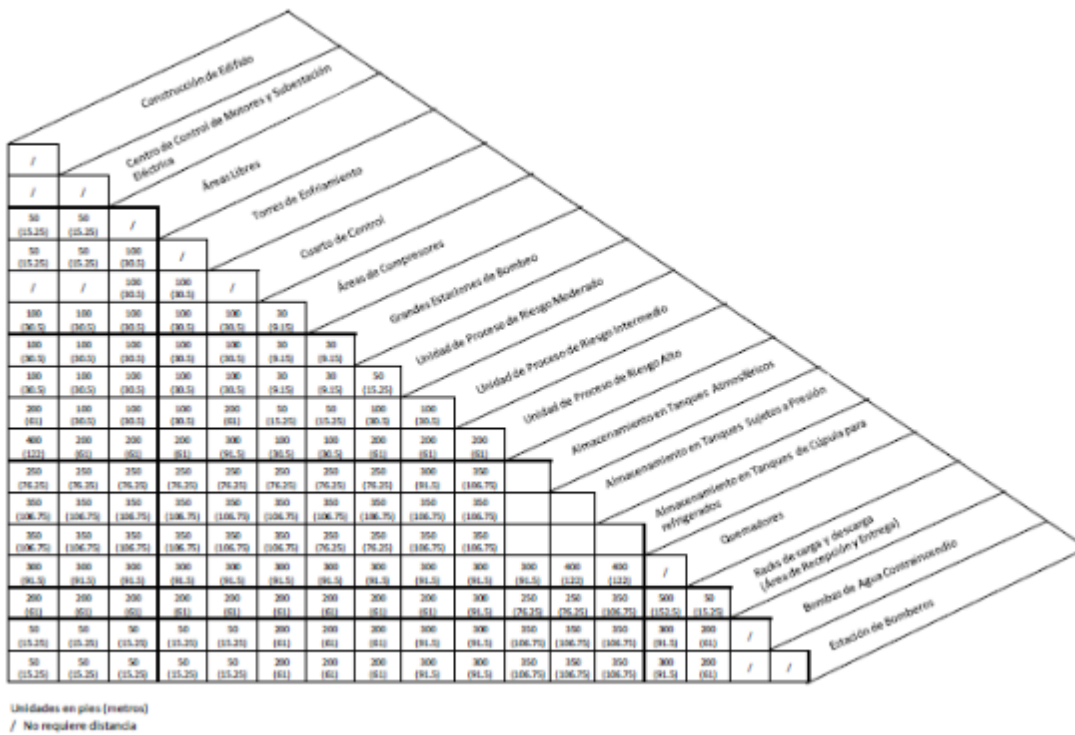 Construcción de Edificio
Centro de Control de Motores y Subestación
Eléctrica
Áreas Libres
Torres de Enfriamiento
Cuarto de Control
Áreas de Compresores
Grandes Estaciones de Bombeo
Unidad de Proceso de Riesgo Moderado
Unidad de Proceso de Riesgo Intermedio
Unidad de Proceso de Riesgo Alto
Almacenamiento en Tanques Atmosféricos
Almacenamiento en Tanques Sujetos a Presión
Almacenamiento en Tanques de Cúpula para
refrigerados
Quemadores
Racks de carga y descarga
(Área de Recepción y Entrega)
Bombas de Agua Contraincendio
Estación de Bomberos
/
/ /
50 50 /
(15.25) (15.25)
50 50 100 /
(15.25) (15.25) (30.5)
/ / 100 100 /
(30.5) (30.5)
100 100 100 100 100 30
(30.5) (30.5) (30.5) (30.5) (30.5) (9.15)
100 100 100 100 100 30 30
(30.5) (30.5) (30.5) (30.5) (30.5) (9.15) (9.15)
100 100 100 100 100 30 30 50
(30.5) (30.5) (30.5) (30.5) (30.5) (9.15) (9.15) (15.25)
200 100 100 100 200 50 50 100 100
(61) (30.5) (30.5) (30.5) (61) (15.25) (15.25) (30.5) (30.5)
400 200 200 200 300 100 100 200 200 200
(122) (61) (61) (61) (91.5) (30.5) (30.5) (61) (61) (61)
250 250 250 250 250 250 250 250 300 350
(76.25) (76.25) (76.25) (76.25) (76.25) (76.25) (76.25) (76.25) (91.5) (106.75)
350 350 350 350 350 350 350 350 350 350
(106.75) (106.75) (106.75) (106.75) (106.75) (106.75) (106.75) (106.75) (106.75) (106.75)
350 350 350 350 350 350 250 250 350 350
(106.75) (106.75) (106.75) (106.75) (106.75) (106.75) (76.25) (76.25) (106.75) (106.75)
300 300 300 300 300 300 300 300 300 300 300 400 400 /
(91.5) (91.5) (91.5) (91.5) (91.5) (91.5) (91.5) (91.5) (91.5) (91.5) (91.5) (122) (122)
200 200 200 200 200 200 200 200 200 300 250 250 350 500 50
(61) (61) (61) (61) (61) (61) (61) (61) (61) (91.5) (76.25) (76.25) (106.75) (152.5) (15.25)
50 50 50 50 50 200 200 200 300 300 350 350 350 300 200 /
(15.25) (15.25) (15.25) (15.25) (15.25) (61) (61) (61) (91.5) (91.5) (106.75) (106.75) (106.75) (91.5) (61)
50 50 50 50 50 200 200 200 300 300 350 350 350 300 200 / /
(15.25) (15.25) (15.25) (15.25) (15.25) (61) (61) (61) (91.5) (91.5) (106.75) (106.75) (106.75) (91.5) (61)
Unidades en pies (metros)
/ No requiere distancia